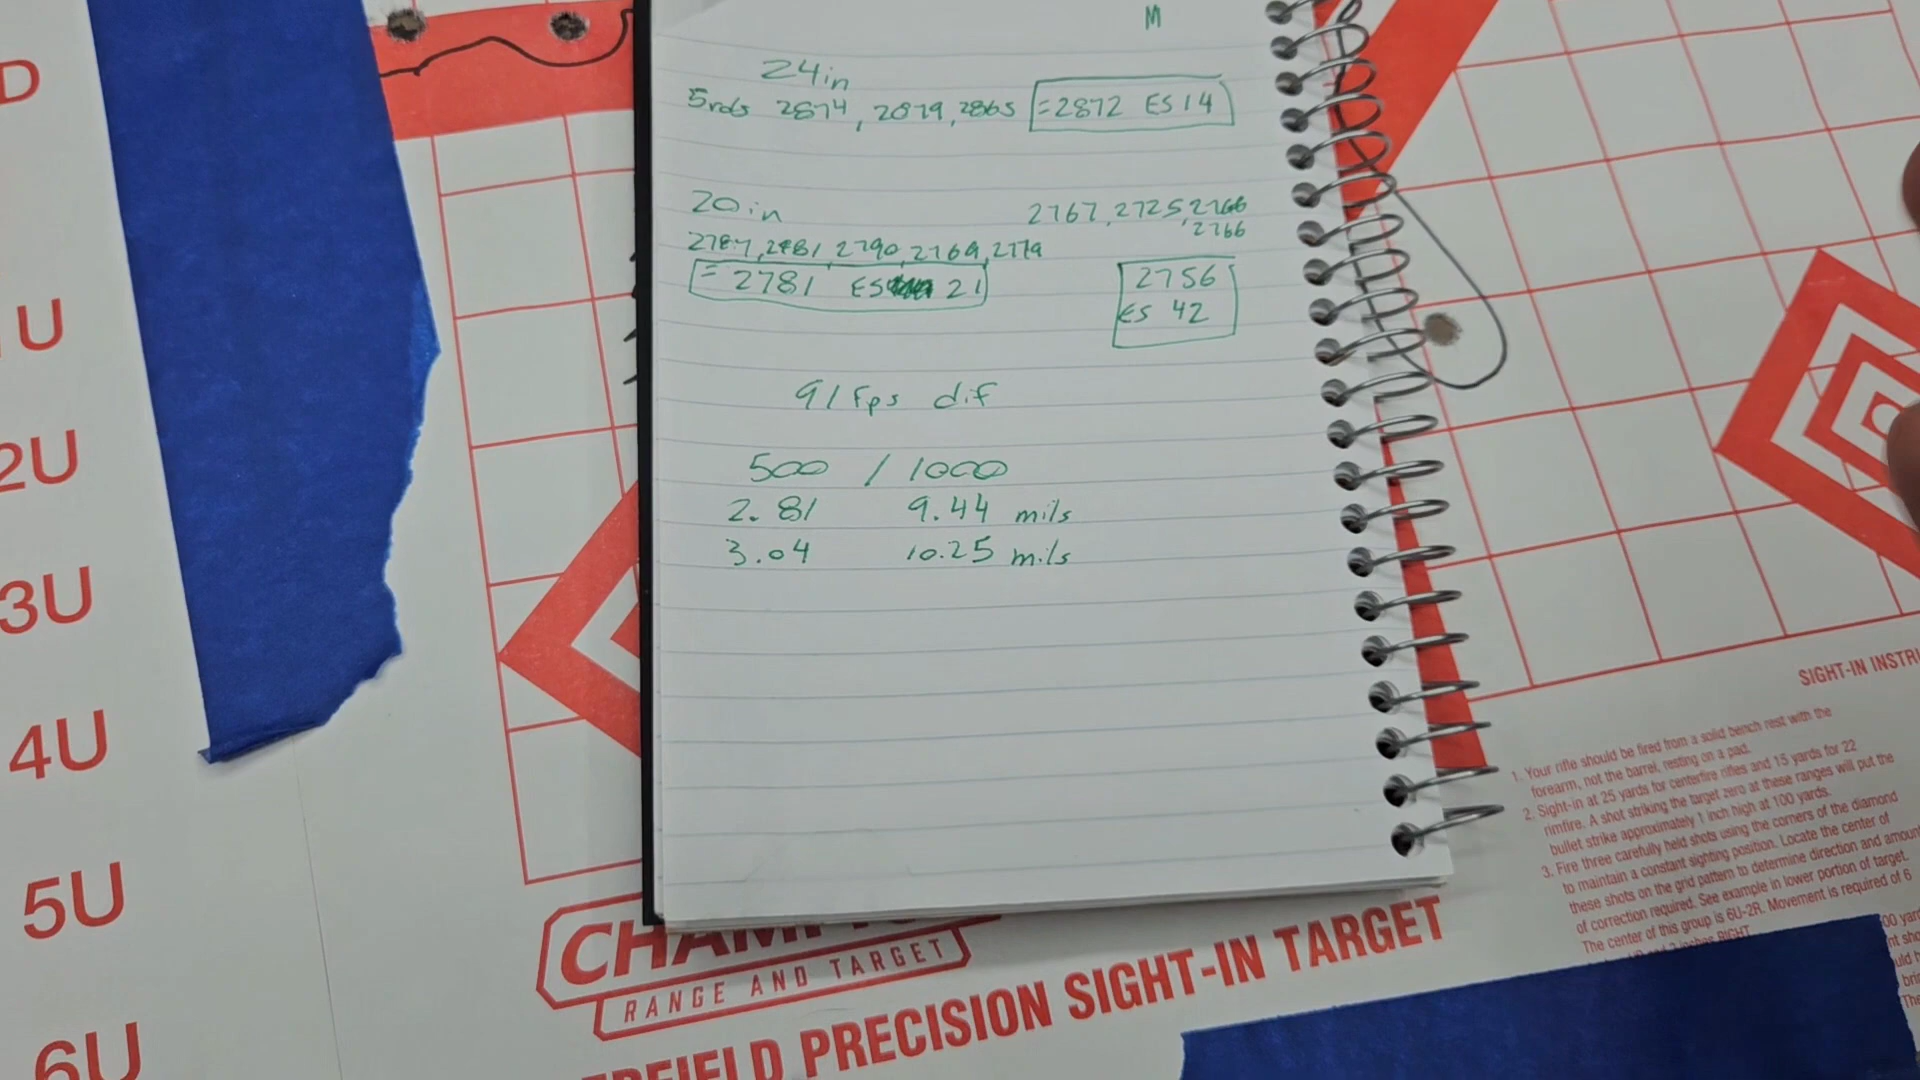 M
24in
5rds 2874, 2879, 2865 =2872 ES 14
20in
2767, 2725, 2766
2766
2787, 2781, 2790, 2769, 2779
= 2781 ES 21
2756
ES 42
91 Fps dif
500 / 1000
2.81 9.44 mils
3.04 10.25 mils
D
1U
2U
3U
4U
5U
6U
CHAMP
RANGE AND TARGET
REFIELD PRECISION SIGHT-IN TARGET
SIGHT-IN INSTRU
1. Your rifle should be fired from a solid bench rest with the
forearm, not the barrel, resting on a pad.
2. Sight-in at 25 yards for centerfire rifles and 15 yards for 22
rimfire. A shot striking the target zero at these ranges will put the
bullet strike approximately 1 inch high at 100 yards.
3. Fire three carefully held shots using the corners of the diamond
to maintain a constant sighting position. Locate the center of
these shots on the grid pattern to determine direction and amoun
of correction required. See example in lower portion of target.
The center of this group is 6U-2R. Movement is required of 6
inches RIGHT